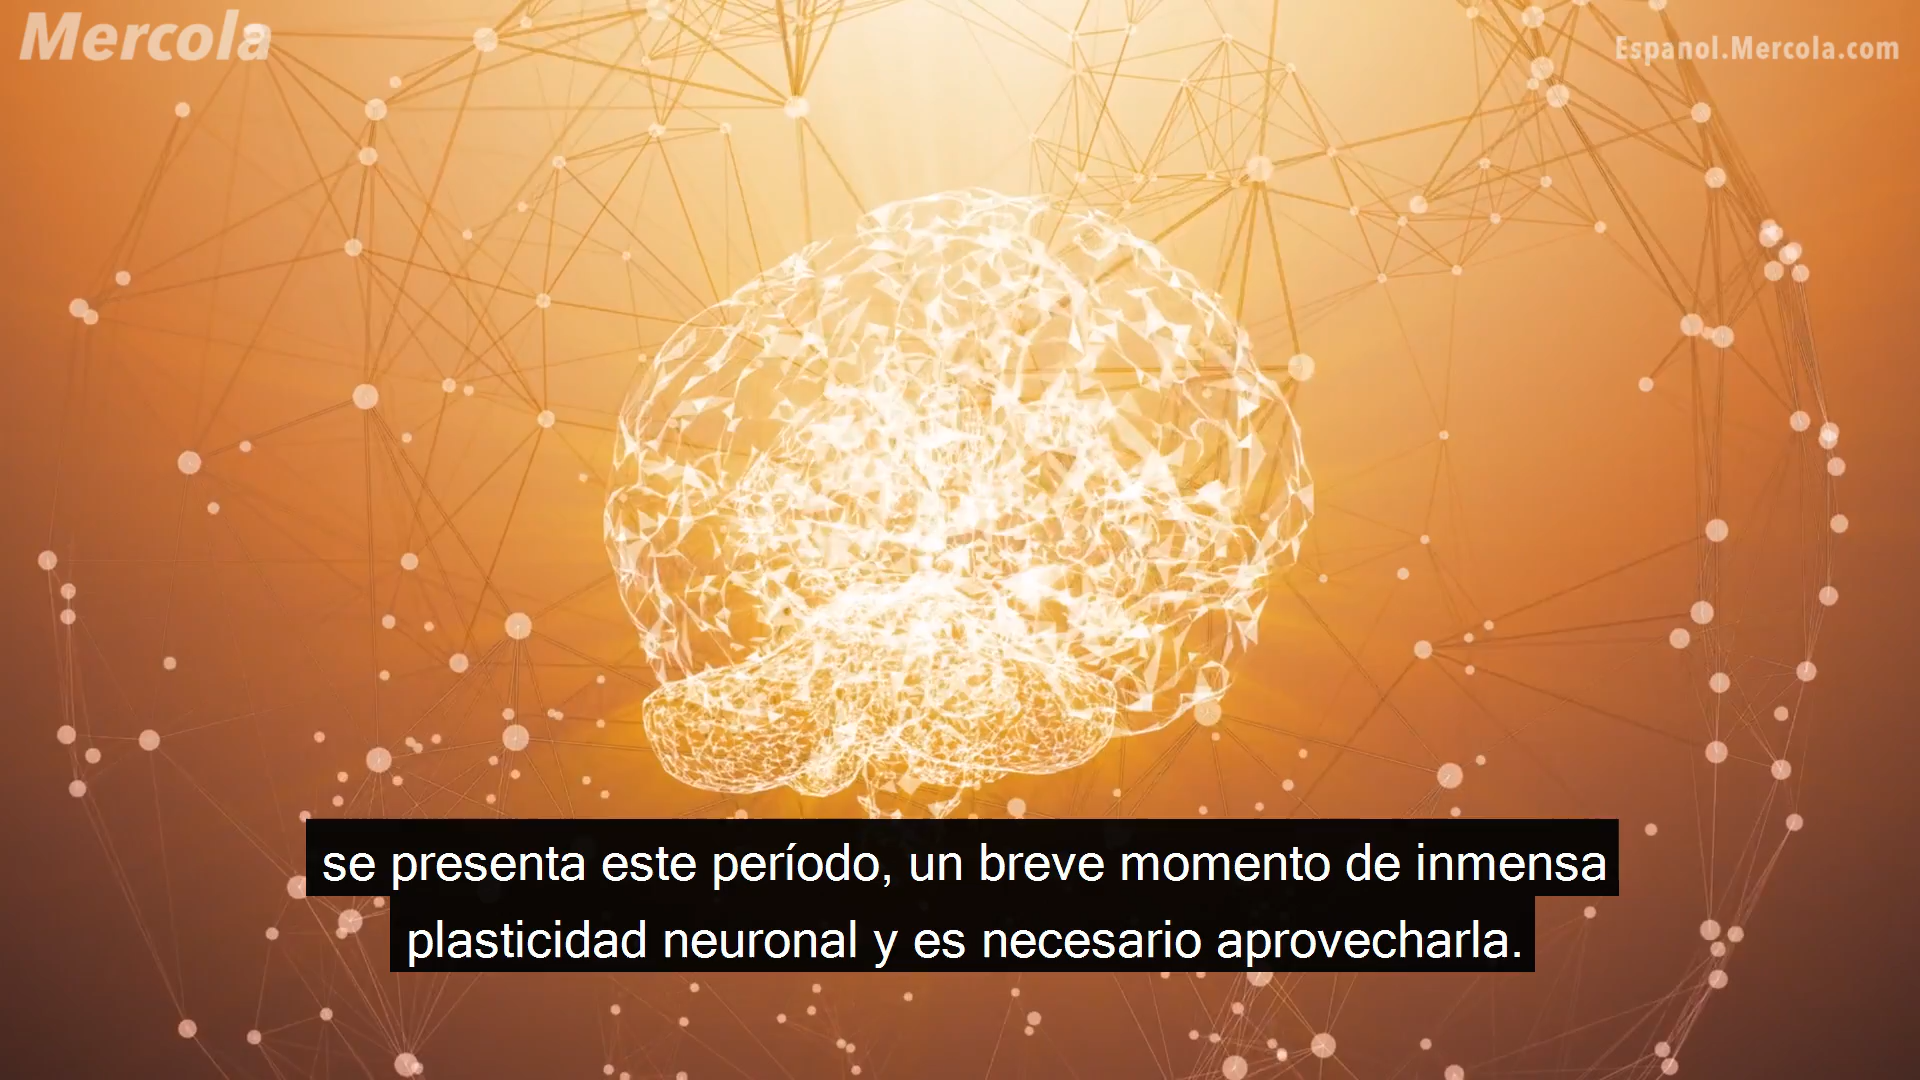 Mercola
Espanol.Mercola.com
se presenta este período, un breve momento de inmensa
plasticidad neuronal y es necesario aprovecharla.